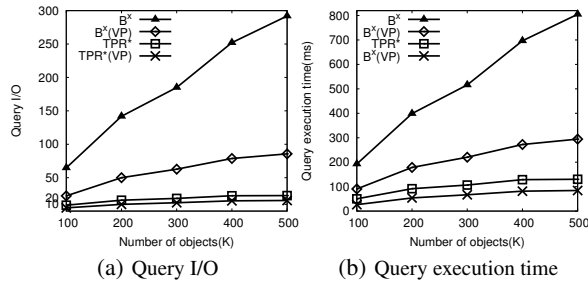 Query I/O
300
250
200
150
100
50
20
10
B^x
B^x(VP)
TPR*
TPR*(VP)
100 200 300 400 500
Number of objects(K)
(a) Query I/O
Query execution time(ms)
900
800
700
600
500
400
300
200
100
0
B^x
B^x(VP)
TPR*
TPR*(VP)
100 200 300 400 500
Number of objects(K)
(b) Query execution time